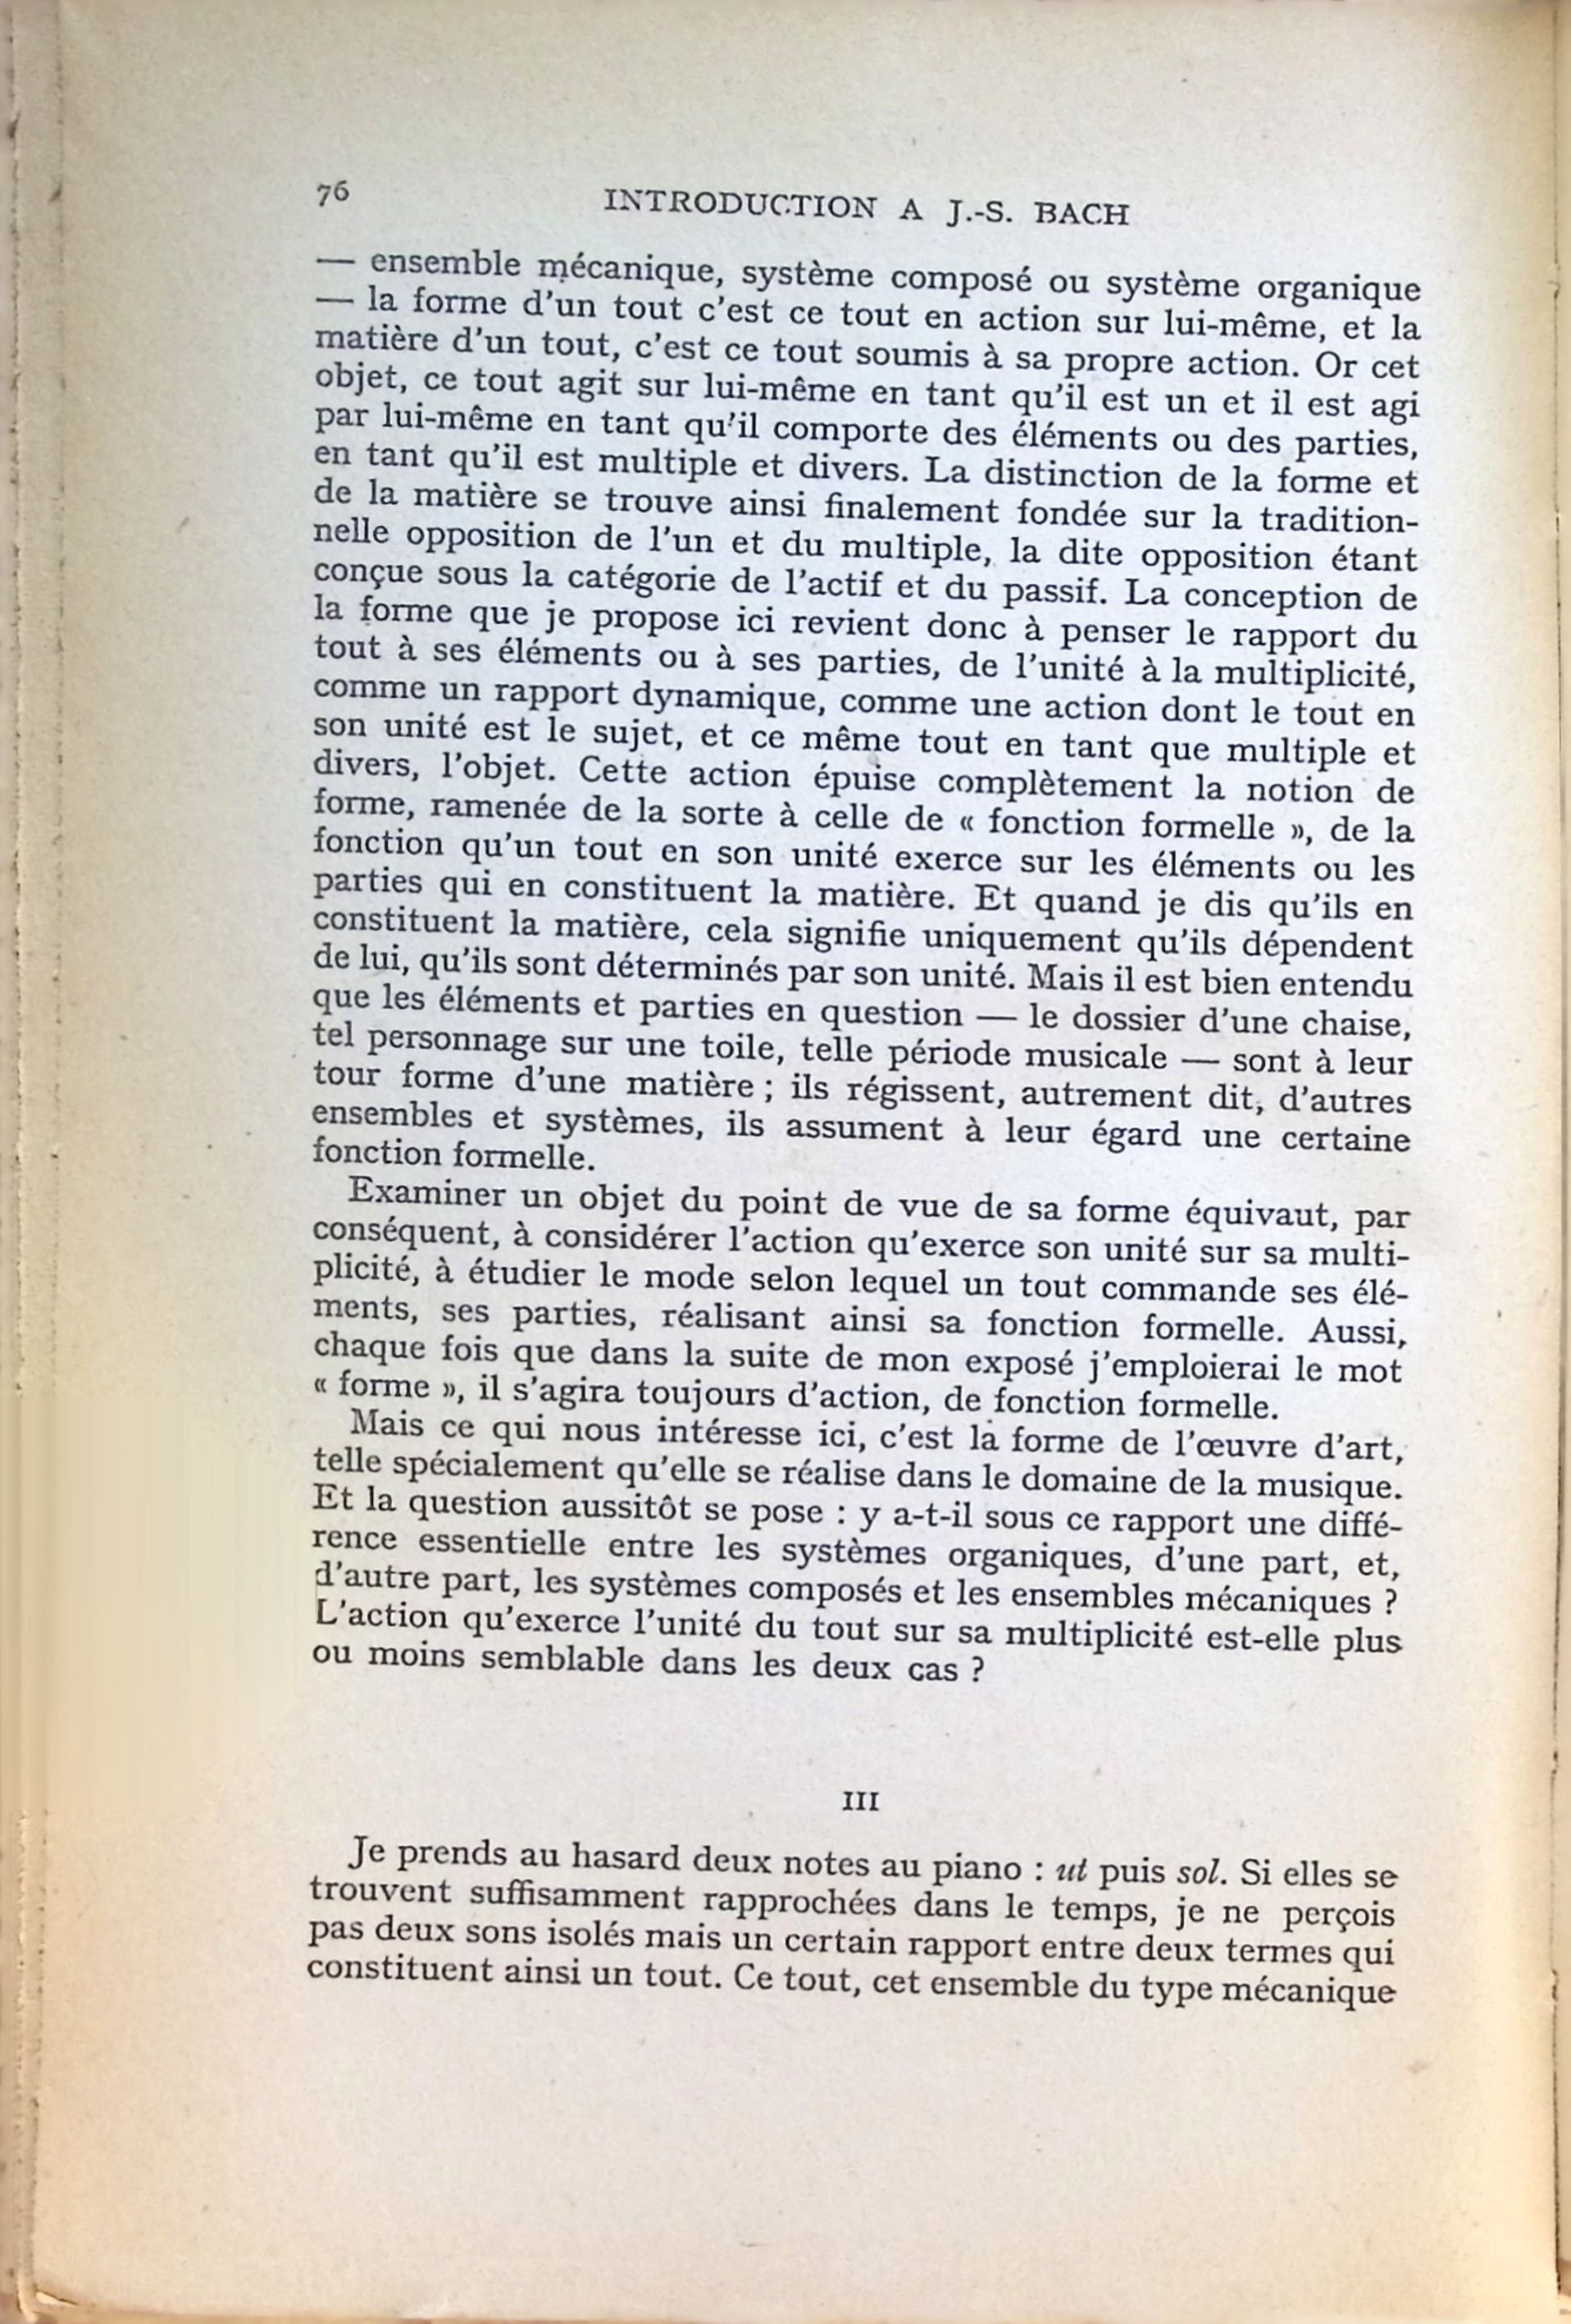 76
INTRODUCTION A J.-S. BACH
— ensemble mécanique, système composé ou système organique
— la forme d'un tout c'est ce tout en action sur lui-même, et la
matière d'un tout, c'est ce tout soumis à sa propre action. Or cet
objet, ce tout agit sur lui-même en tant qu'il est un et il est agi
par lui-même en tant qu'il comporte des éléments ou des parties,
en tant qu'il est multiple et divers. La distinction de la forme et
de la matière se trouve ainsi finalement fondée sur la tradition-
nelle opposition de l'un et du multiple, la dite opposition étant
conçue sous la catégorie de l'actif et du passif. La conception de
la forme que je propose ici revient donc à penser le rapport du
tout à ses éléments ou à ses parties, de l'unité à la multiplicité,
comme un rapport dynamique, comme une action dont le tout en
son unité est le sujet, et ce même tout en tant que multiple et
divers, l'objet. Cette action épuise complètement la notion de
forme, ramenée de la sorte à celle de « fonction formelle », de la
fonction qu'un tout en son unité exerce sur les éléments ou les
parties qui en constituent la matière. Et quand je dis qu'ils en
constituent la matière, cela signifie uniquement qu'ils dépendent
de lui, qu'ils sont déterminés par son unité. Mais il est bien entendu
que les éléments et parties en question — le dossier d'une chaise,
tel personnage sur une toile, telle période musicale — sont à leur
tour forme d'une matière ; ils régissent, autrement dit, d'autres
ensembles et systèmes, ils assument à leur égard une certaine
fonction formelle.
Examiner un objet du point de vue de sa forme équivaut, par
conséquent, à considérer l'action qu'exerce son unité sur sa multi-
plicité, à étudier le mode selon lequel un tout commande ses élé-
ments, ses parties, réalisant ainsi sa fonction formelle. Aussi,
chaque fois que dans la suite de mon exposé j'emploierai le mot
« forme », il s'agira toujours d'action, de fonction formelle.
Mais ce qui nous intéresse ici, c'est la forme de l'œuvre d'art,
telle spécialement qu'elle se réalise dans le domaine de la musique.
Et la question aussitôt se pose : y a-t-il sous ce rapport une diffé-
rence essentielle entre les systèmes organiques, d'une part, et,
d'autre part, les systèmes composés et les ensembles mécaniques ?
L'action qu'exerce l'unité du tout sur sa multiplicité est-elle plus
ou moins semblable dans les deux cas ?
III
Je prends au hasard deux notes au piano : ut puis sol. Si elles se
trouvent suffisamment rapprochées dans le temps, je ne perçois
pas deux sons isolés mais un certain rapport entre deux termes qui
constituent ainsi un tout. Ce tout, cet ensemble du type mécanique